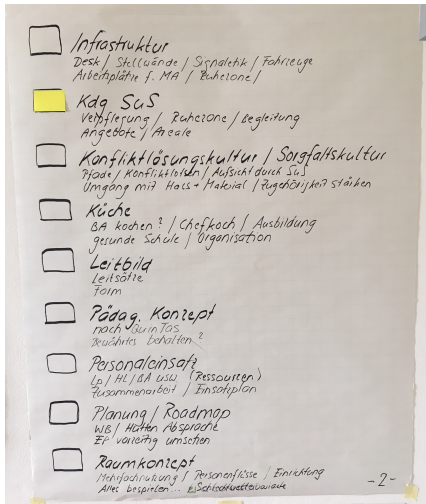 Infrastruktur
Desk / Stellwände / Signaletik / Fahrzeuge
Arbeitsplätze f. MA / Ruhezone /
Kdg SuS
Verpflegung / Ruhezone / Begleitung
Angebote / Areale
Konfliktlösungskultur / Sorgfaltskultur
Pfade / Konfliktlotsen / Aufsicht durch SuS
Umgang mit Haus + Material / Zugehörigkeit stärken
Küche
BA kochen? / Chefkoch / Ausbildung
gesunde Schule / Organisation
Leitbild
Leitsätze
Form
Pädag. Konzept
nach QuinTas
Bewährtes behalten?
Personaleinsatz
Lp / HL / BA usw. (Ressourcen)
Zusammenarbeit / Einsatzplan
Planung / Roadmap
WB / Hütten Absprache
EP vorzeitig umsehen
Raumkonzept
Mehrfachnutzung / Personenflüsse / Einrichtung
Alles bespielen... Schlechtwettervariante
-2-